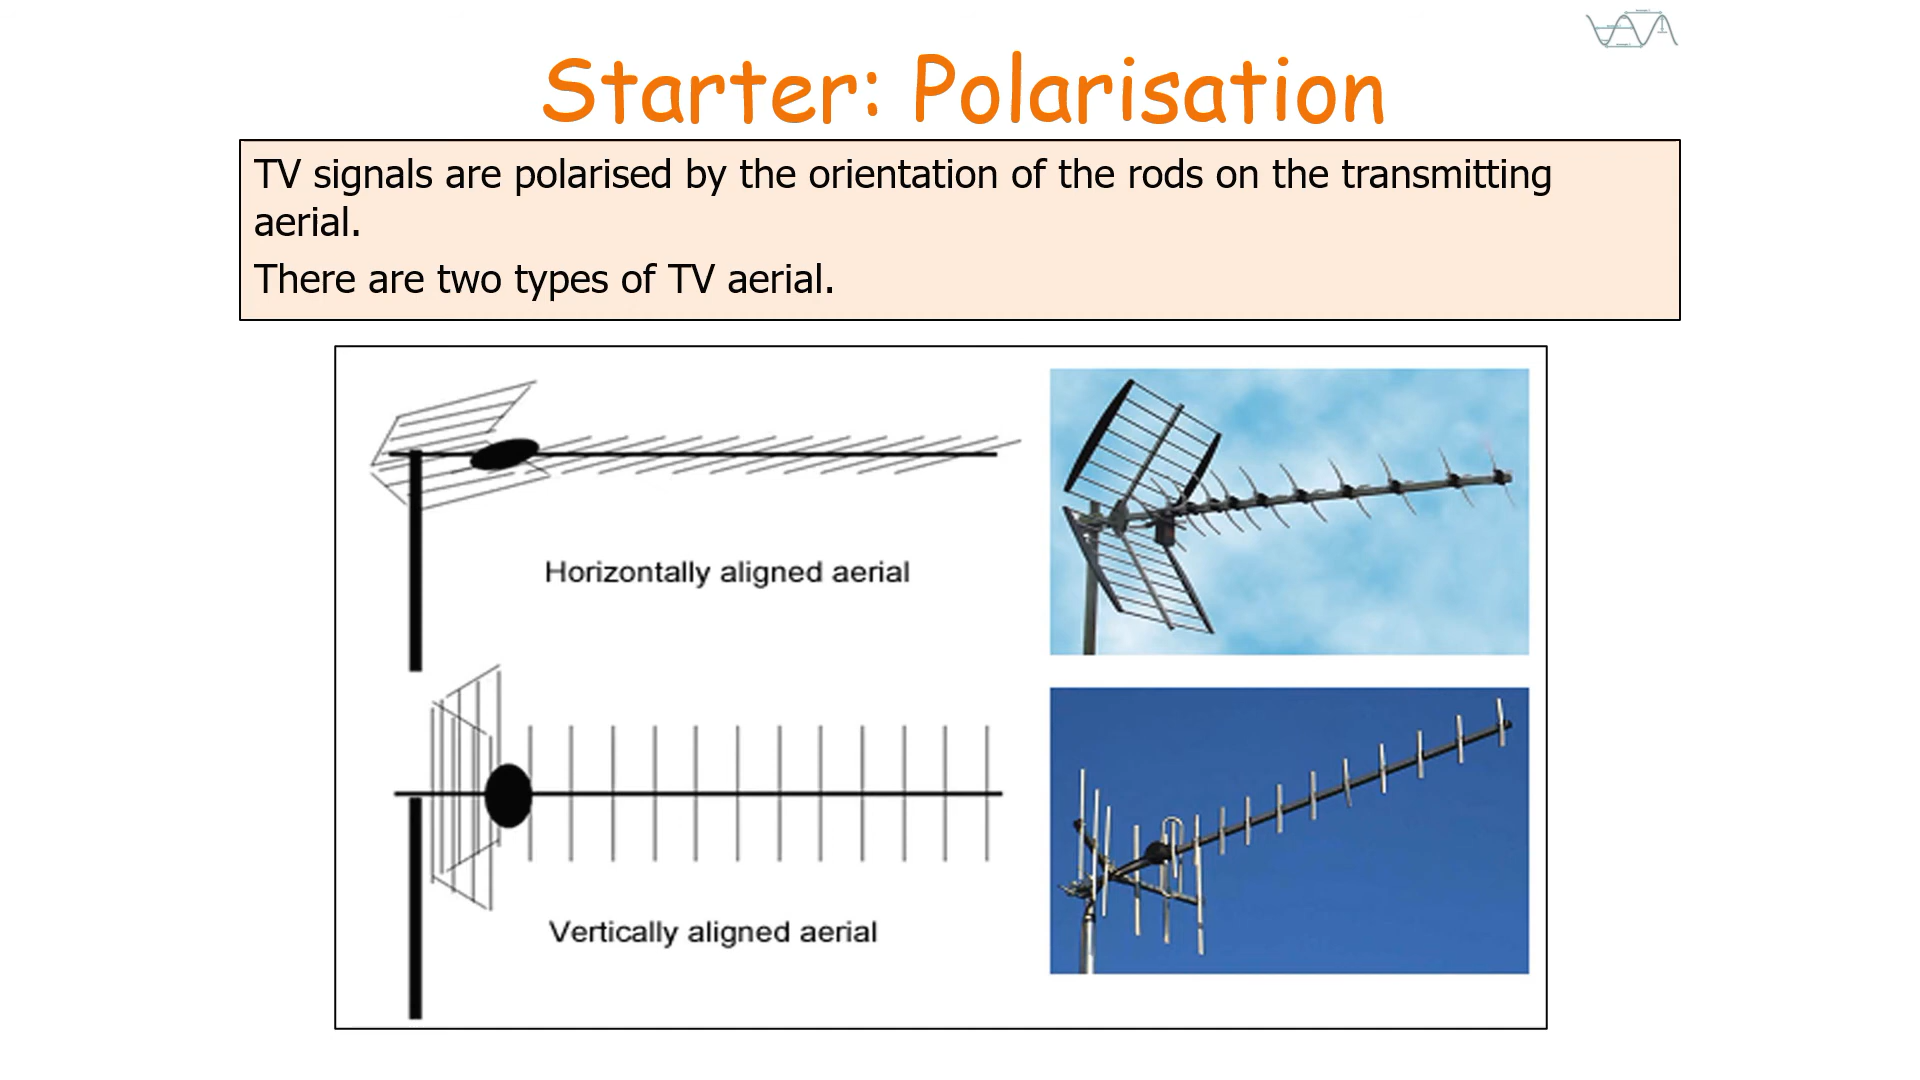 Starter: Polarisation
TV signals are polarised by the orientation of the rods on the transmitting
aerial.
There are two types of TV aerial.
Horizontally aligned aerial
Vertically aligned aerial